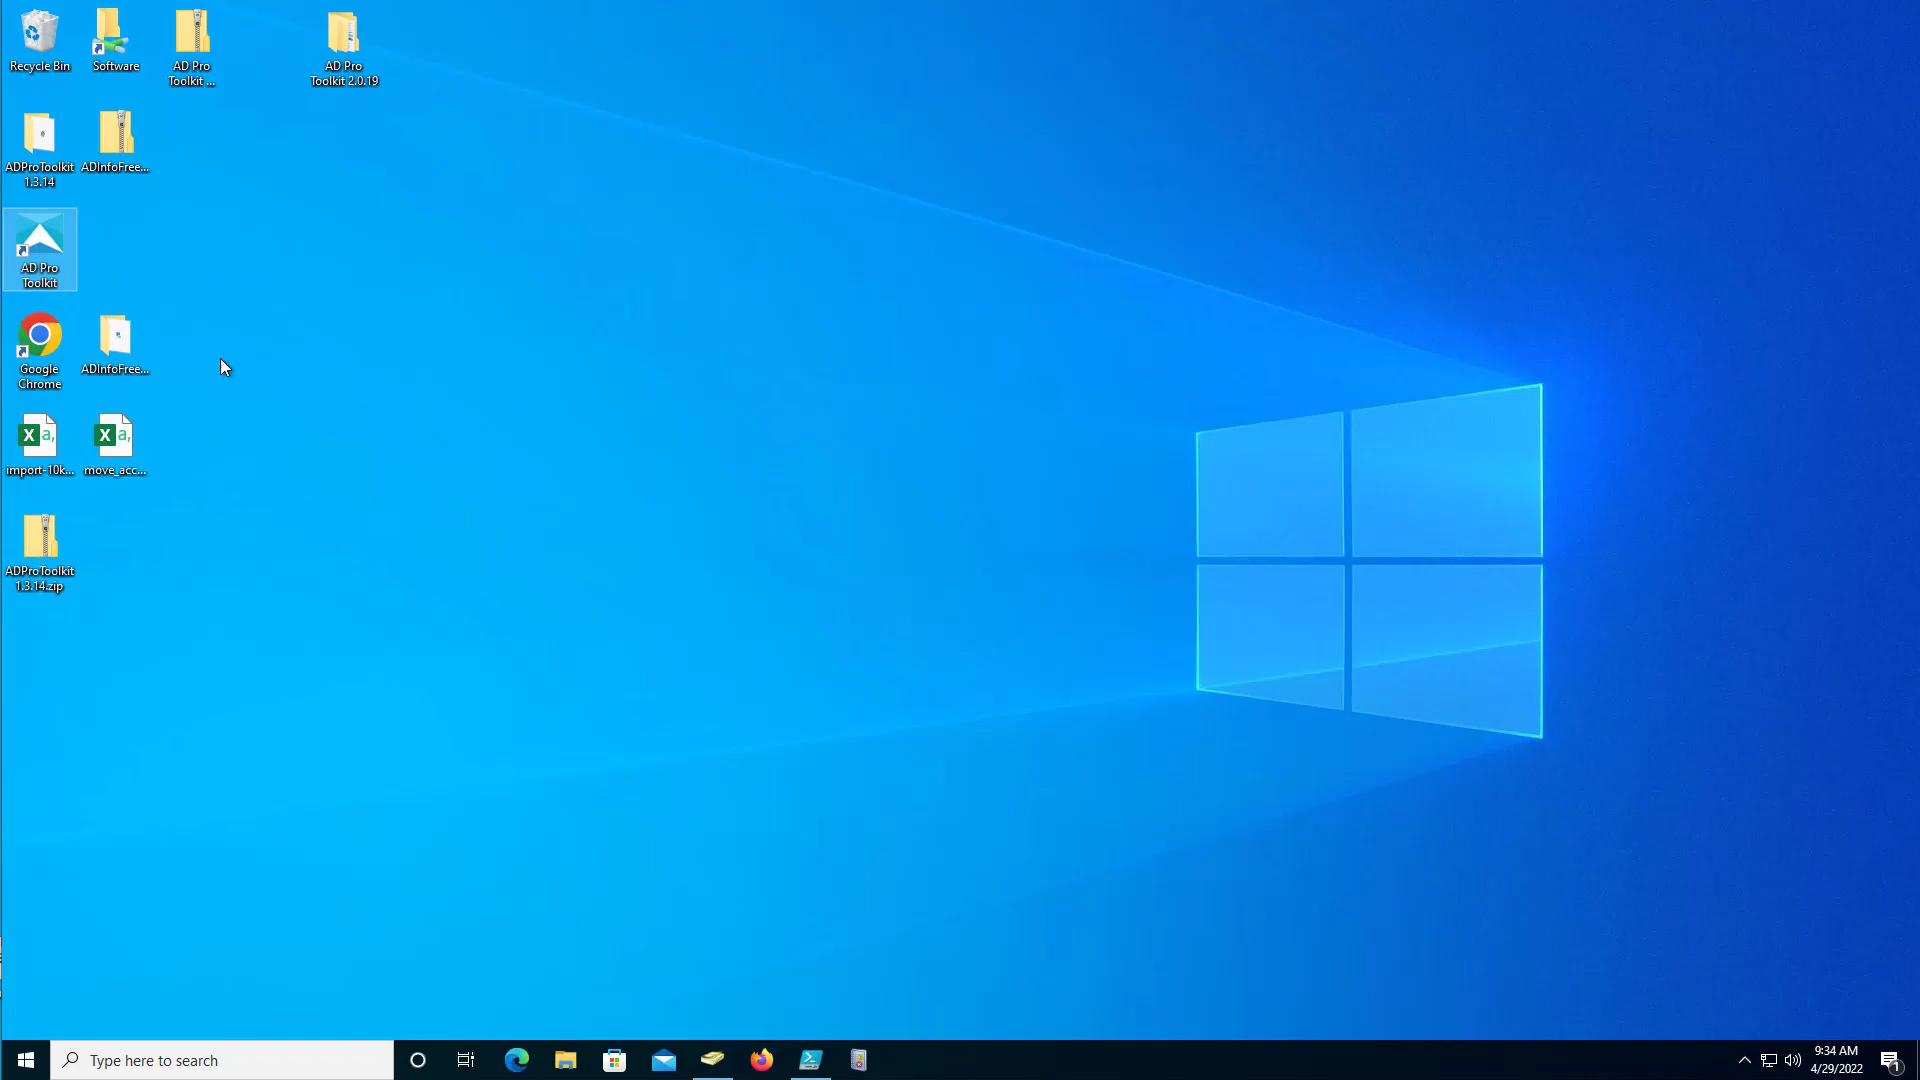 Recycle Bin
Software
AD Pro
Toolkit ...
AD Pro
Toolkit 2.0.19
ADProToolkit
1.3.14
ADInfoFree...
AD Pro
Toolkit
Google
Chrome
ADInfoFree...
X a,
X a,
import-10k...
move_acc...
ADProToolkit
1.3.14.zip
Type here to search
9:34 AM
4/29/2022
1